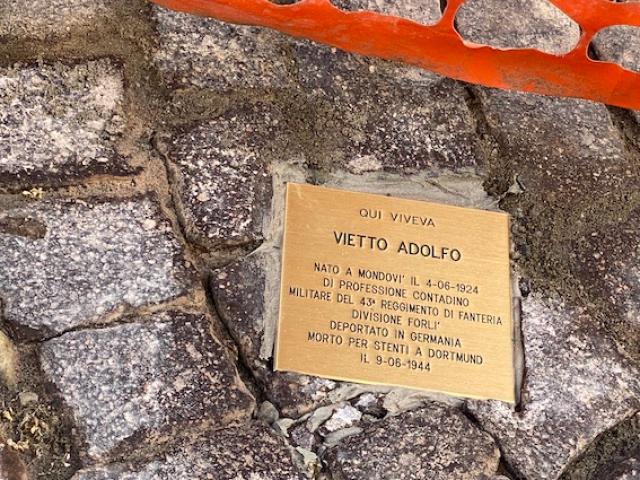 QUI VIVEVA
VIETTO ADOLFO
NATO A MONDOVI' IL 4-06-1924
DI PROFESSIONE CONTADINO
MILITARE DEL 43ª REGGIMENTO DI FANTERIA
DIVISIONE FORLI'
DEPORTATO IN GERMANIA
MORTO PER STENTI A DORTMUND
IL 9-06-1944